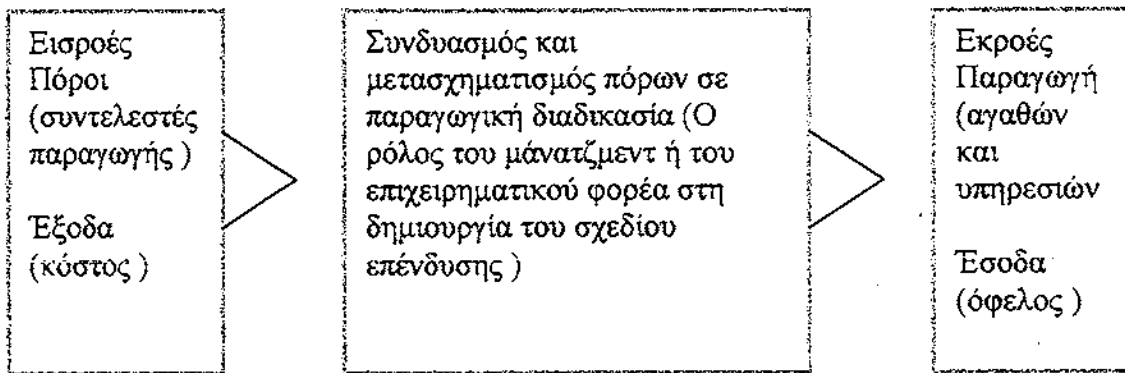 Εισροές
Πόροι
(συντελεστές
παραγωγής )
Έξοδα
(κόστος )
Συνδυασμός και
μετασχηματισμός πόρων σε
παραγωγική διαδικασία (Ο
ρόλος του μάνατζμεντ ή του
επιχειρηματικού φορέα στη
δημιουργία του σχεδίου
επένδυσης )
Εκροές
Παραγωγή
(αγαθών
και
υπηρεσιών
Έσοδα
(όφελος )